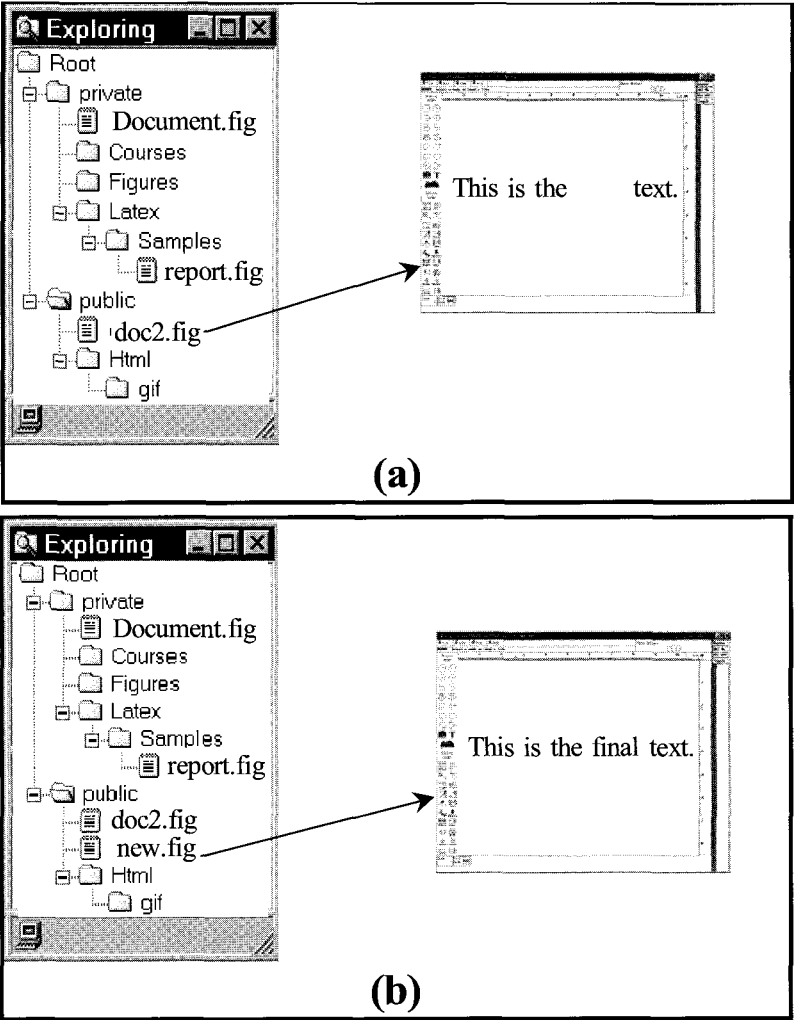 Exploring
Root
private
Document.fig
Courses
Figures
Latex
Samples
report.fig
public
doc2.fig
Html
gif
This is the text.
(a)
Exploring
Root
private
Document.fig
Courses
Figures
Latex
Samples
report.fig
public
doc2.fig
new.fig
Html
gif
This is the final text.
(b)